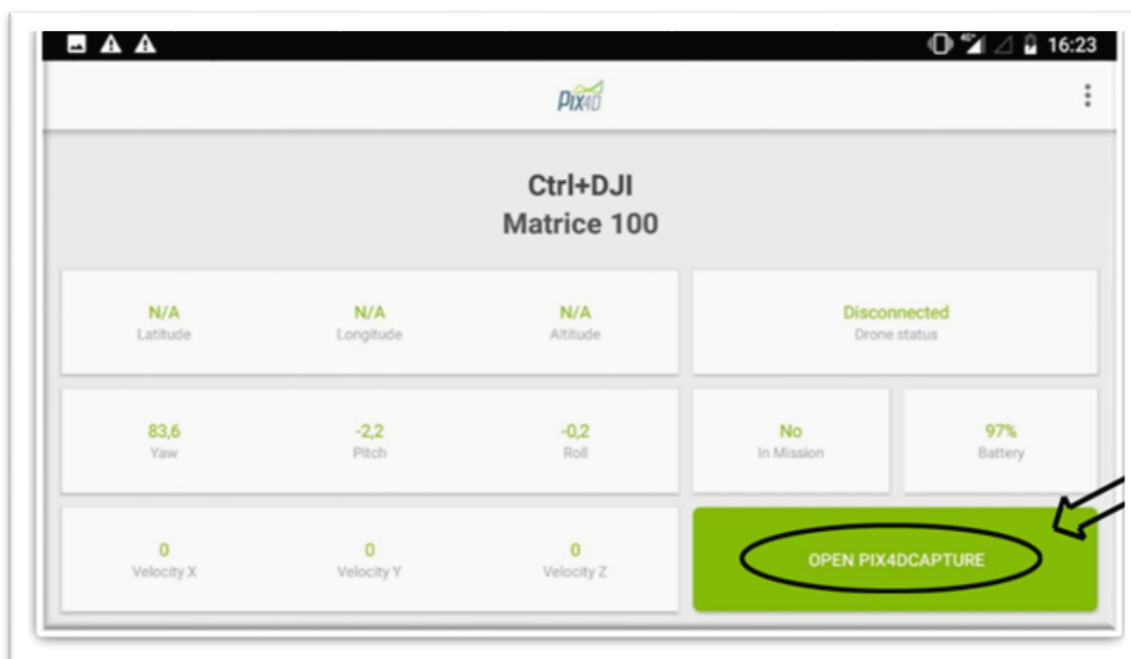 4G 16:23
PIX4D
Ctrl+DJI
Matrice 100
N/A N/A N/A Disconnected
Latitude Longitude Altitude Drone status
83,6 -2,2 -0,2 No 97%
Yaw Pitch Roll In Mission Battery
0 0 0
Velocity X Velocity Y Velocity Z
OPEN PIX4DCAPTURE